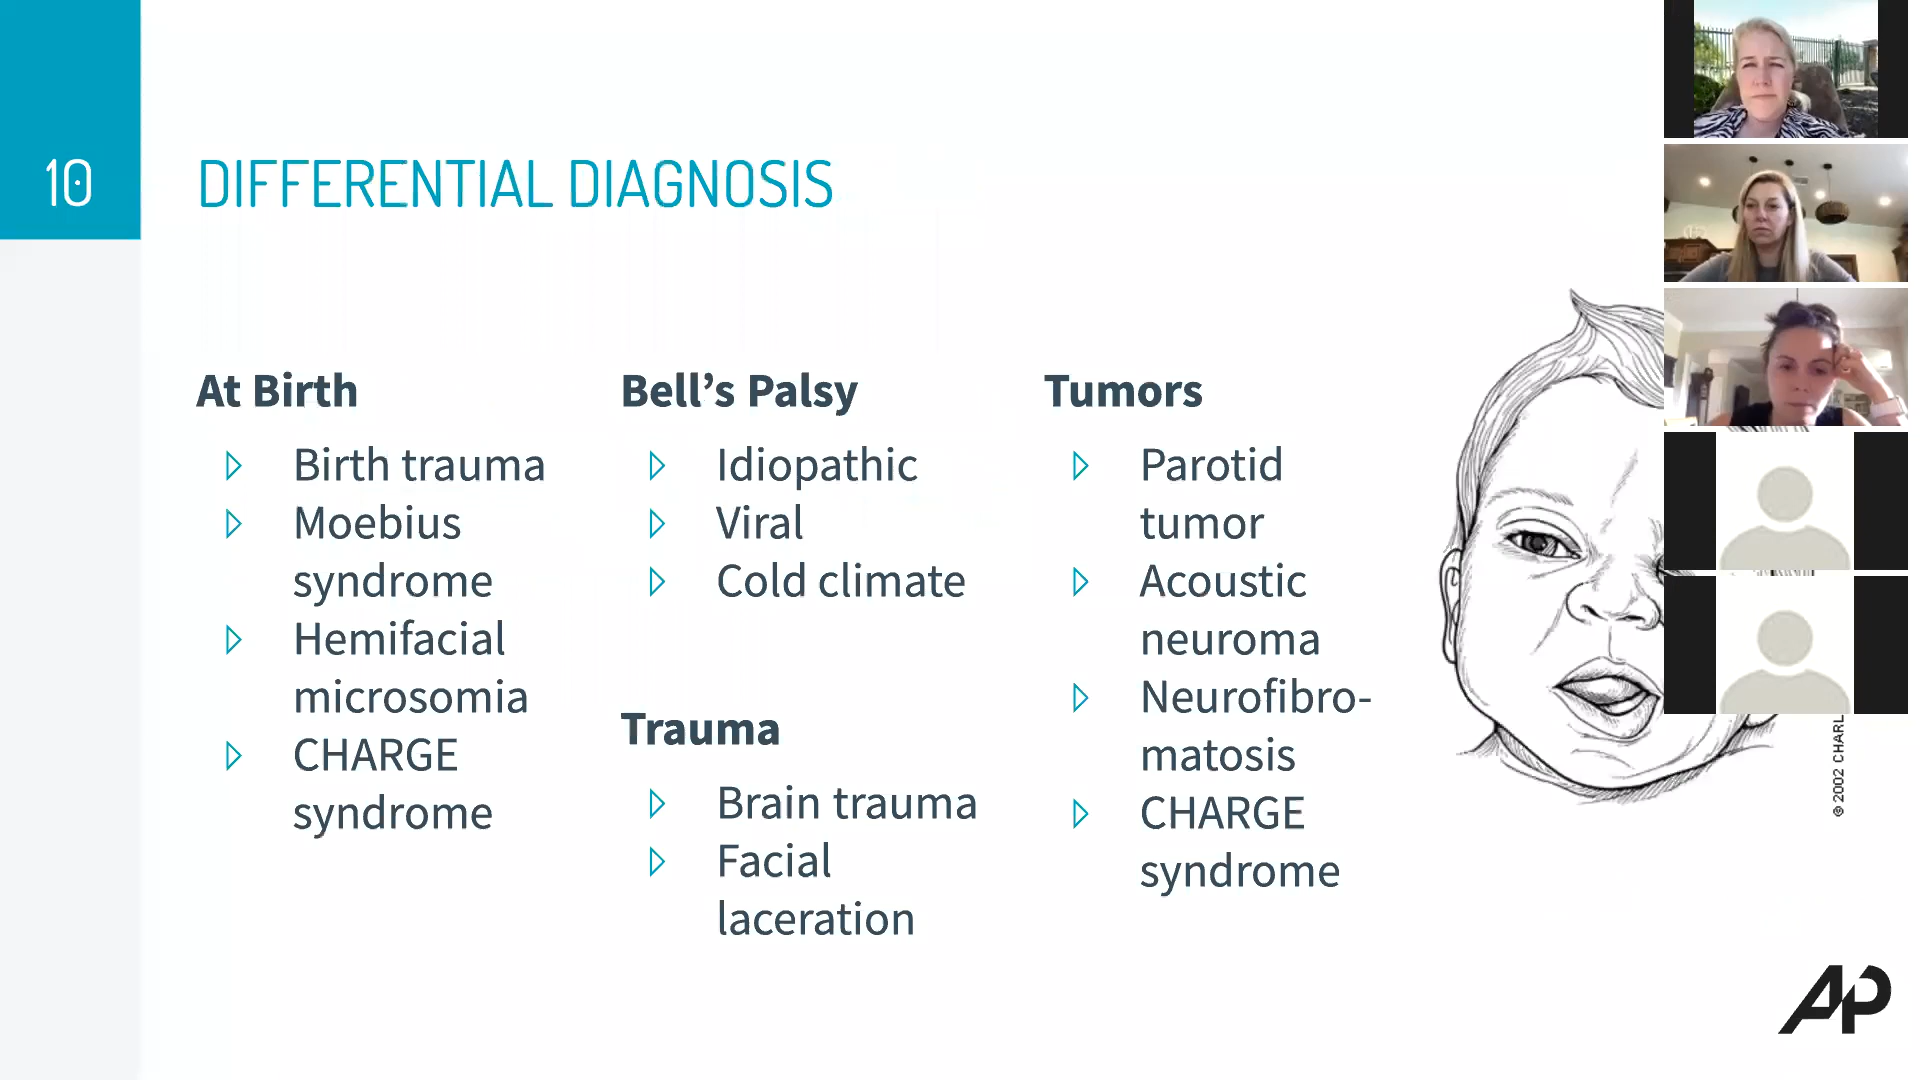 10
DIFFERENTIAL DIAGNOSIS
At Birth
Birth trauma
Moebius
syndrome
Hemifacial
microsomia
CHARGE
syndrome
Bell’s Palsy
Idiopathic
Viral
Cold climate
Trauma
Brain trauma
Facial
laceration
Tumors
Parotid
tumor
Acoustic
neuroma
Neurofibro-
matosis
CHARGE
syndrome
© 2002 CHARL
AP